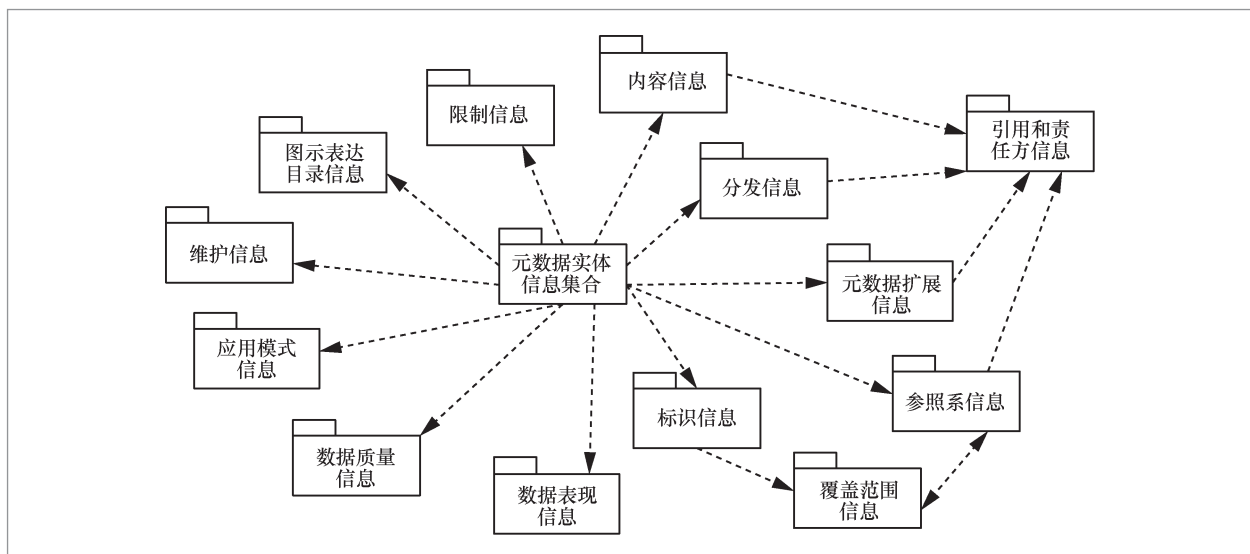 内容信息
限制信息
引用和责
任方信息
图示表达
目录信息
分发信息
维护信息
元数据实体
信息集合
元数据扩展
信息
应用模式
信息
参照系信息
标识信息
数据质量
信息
数据表现
信息
覆盖范围
信息